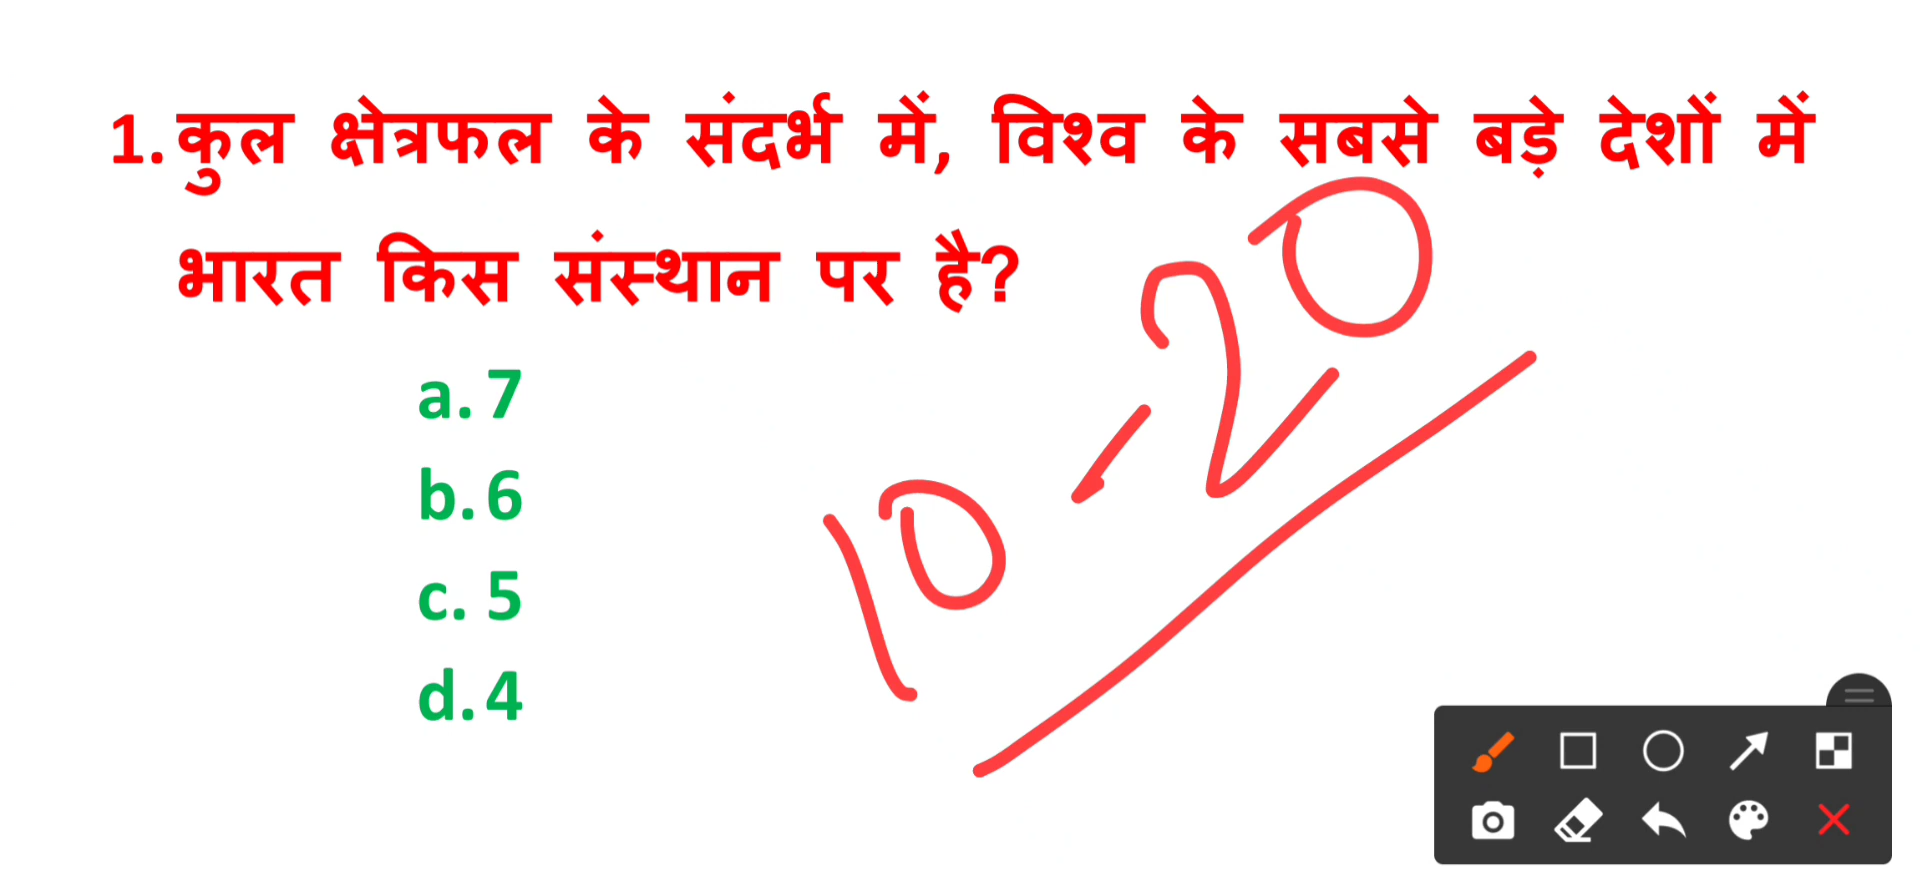 1. कुल क्षेत्रफल के संदर्भ में, विश्व के सबसे बड़े देशों में
भारत किस संस्थान पर है?
a. 7
b. 6
c. 5
d. 4
10-20